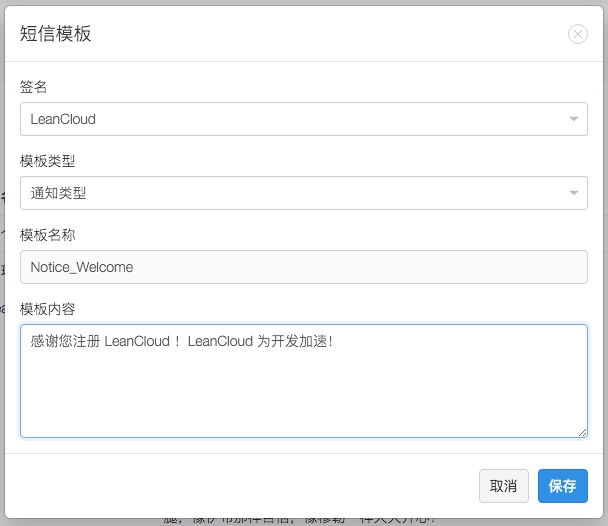 短信模板
签名
LeanCloud
模板类型
通知类型
模板名称
Notice_Welcome
模板内容
感谢您注册 LeanCloud ！LeanCloud 为开发加速！
取消
保存